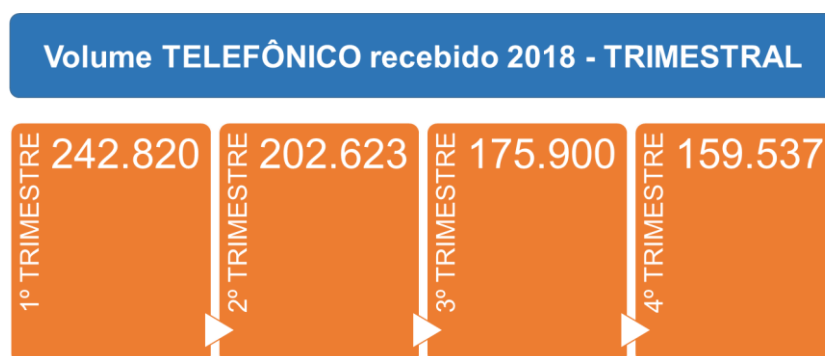 Volume TELEFÔNICO recebido 2018 - TRIMESTRAL
1º TRIMESTRE
242.820
2º TRIMESTRE
202.623
3º TRIMESTRE
175.900
4º TRIMESTRE
159.537